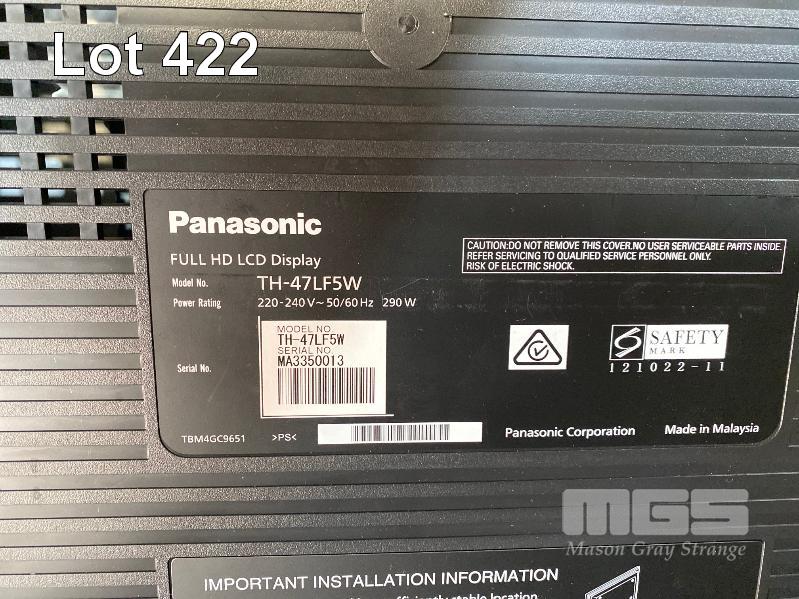 Lot 422
Panasonic
FULL HD LCD Display
CAUTION:DO NOT REMOVE THIS COVER.NO USER SERVICEABLE PARTS INSIDE.
REFER SERVICING TO QUALIFIED SERVICE PERSONNEL ONLY.
RISK OF ELECTRIC SHOCK.
Model No. TH-47LF5W
Power Rating 220-240V~50/60Hz 290W
MODEL NO.
TH-47LF5W
SERIAL NO.
MA3350013
Serial No.
SAFETY
MARK
121022-11
TBM4GC9651 >PS< Panasonic Corporation Made in Malaysia
MGS
Mason Gray Strange
IMPORTANT INSTALLATION INFORMATION